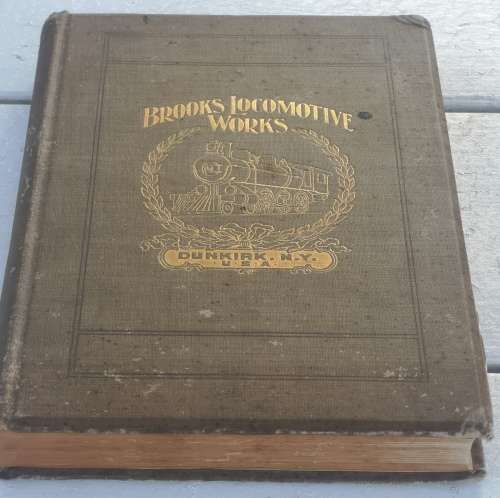 BROOKS LOCOMOTIVE
WORKS
DUNKIRK, N.Y.
U.S.A.